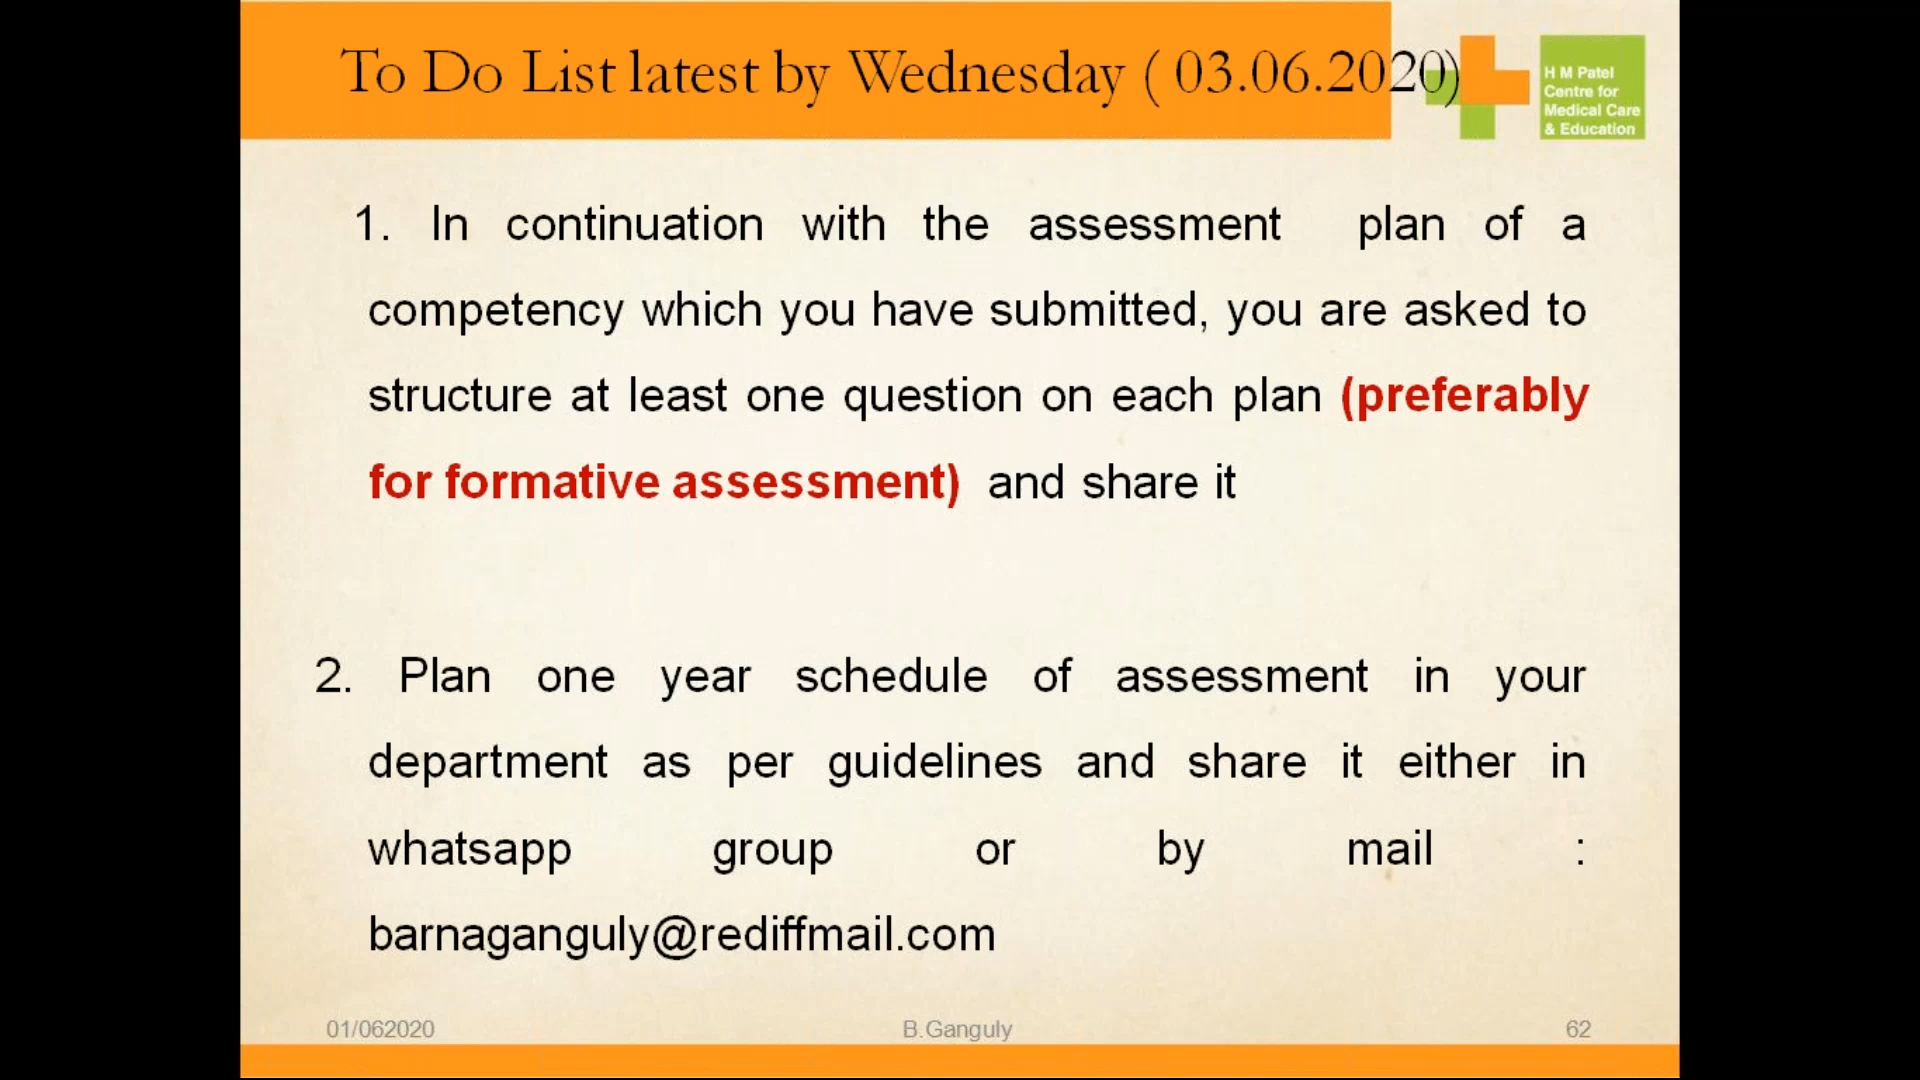 To Do List latest by Wednesday ( 03.06.2020)
H M Patel
Centre for
Medical Care
& Education
1. In continuation with the assessment plan of a
competency which you have submitted, you are asked to
structure at least one question on each plan (preferably
for formative assessment) and share it
2. Plan one year schedule of assessment in your
department as per guidelines and share it either in
whatsapp group or by mail :
barnaganguly@rediffmail.com
01/062020
B.Ganguly
62